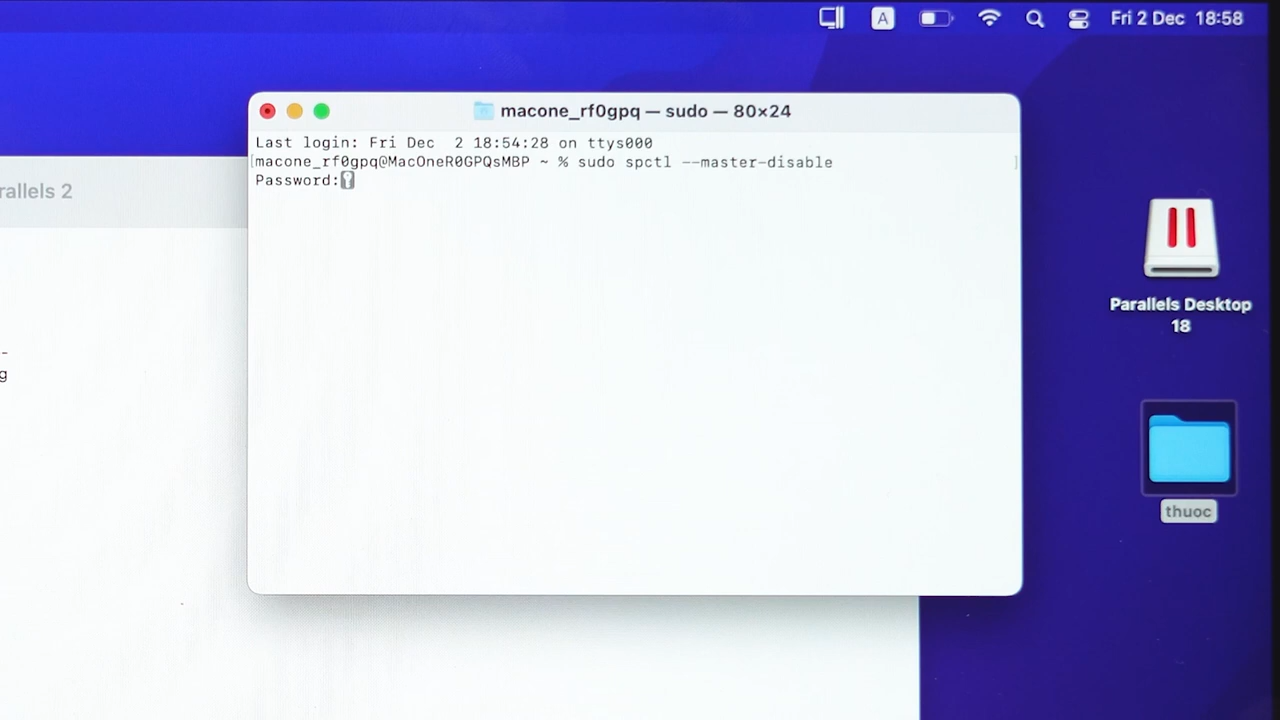 A
Fri 2 Dec 18:58
macone_rf0gpq — sudo — 80×24
Last login: Fri Dec  2 18:54:28 on ttys000
[macone_rf0gpq@MacOneR0GPQsMBP ~ % sudo spctl --master-disable ]
Password:
rallels 2
-
g
Parallels Desktop
18
thuoc